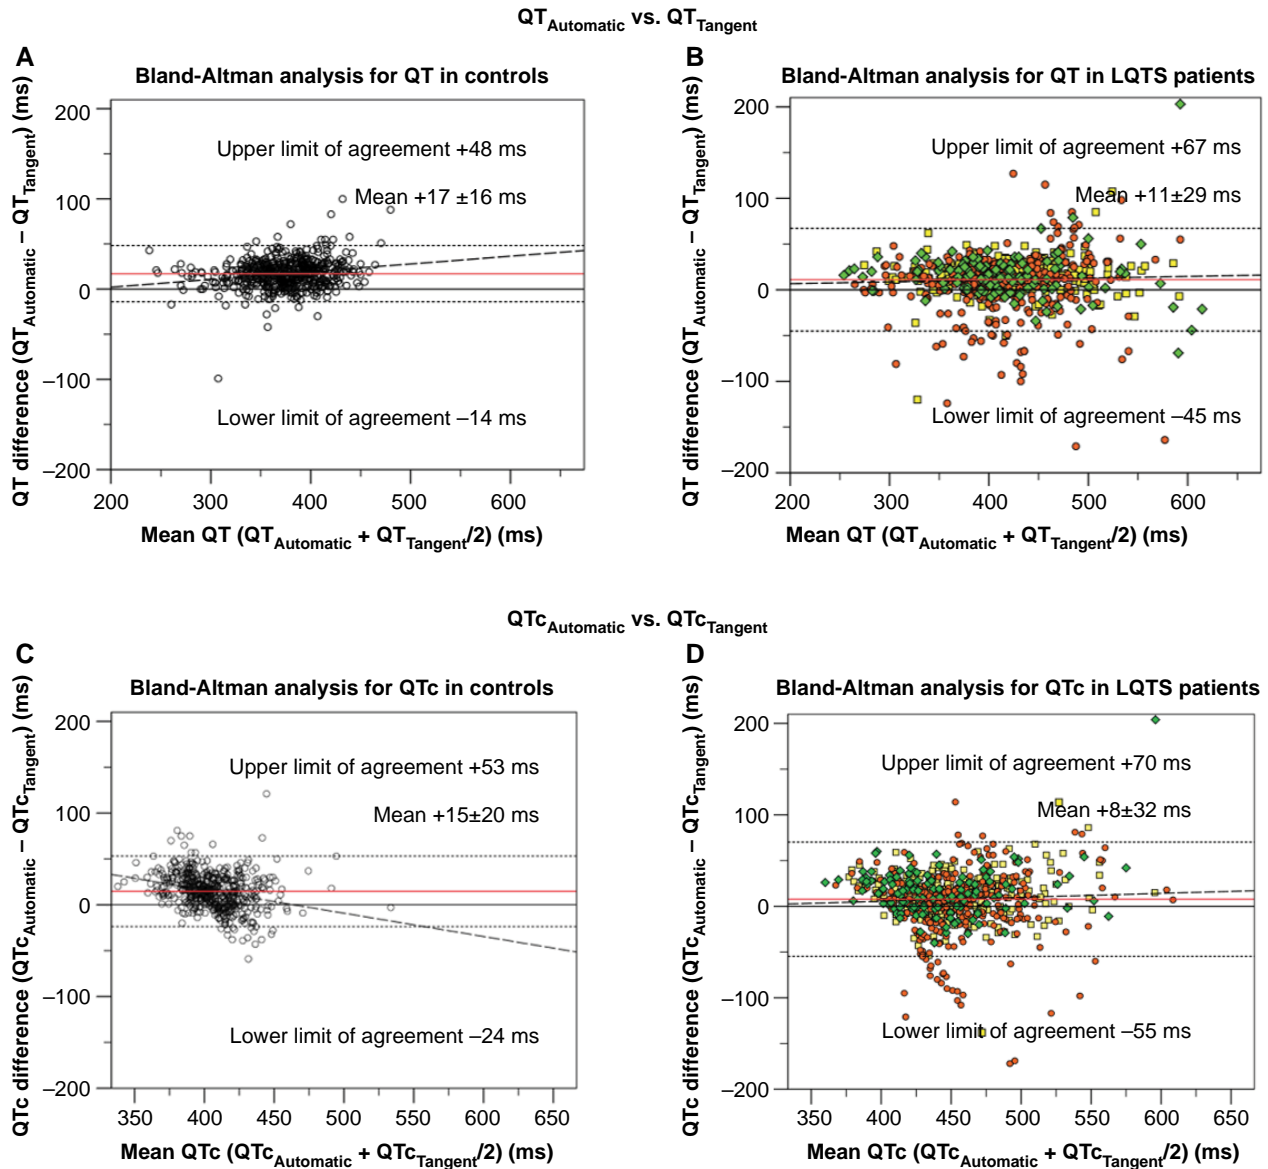 QTAutomatic vs. QTTangent
A
Bland-Altman analysis for QT in controls
QT difference (QTAutomatic – QTTangent) (ms)
200
100
0
–100
–200
Upper limit of agreement +48 ms
Mean +17 ±16 ms
Lower limit of agreement –14 ms
200 300 400 500 600
Mean QT (QTAutomatic + QTTangent/2) (ms)
B
Bland-Altman analysis for QT in LQTS patients
QT difference (QTAutomatic – QTTangent) (ms)
200
100
0
–100
–200
Upper limit of agreement +67 ms
Mean +11±29 ms
Lower limit of agreement –45 ms
200 300 400 500 600
Mean QT (QTAutomatic + QTTangent/2) (ms)
QTcAutomatic vs. QTcTangent
C
Bland-Altman analysis for QTc in controls
QTc difference (QTcAutomatic – QTcTangent) (ms)
200
100
0
–100
–200
Upper limit of agreement +53 ms
Mean +15±20 ms
Lower limit of agreement –24 ms
350 400 450 500 550 600 650
Mean QTc (QTcAutomatic + QTcTangent/2) (ms)
D
Bland-Altman analysis for QTc in LQTS patients
QTc difference (QTcAutomatic – QTcTangent) (ms)
200
100
0
–100
–200
Upper limit of agreement +70 ms
Mean +8±32 ms
Lower limit of agreement –55 ms
350 400 450 500 550 600 650
Mean QTc (QTcAutomatic + QTcTangent/2) (ms)